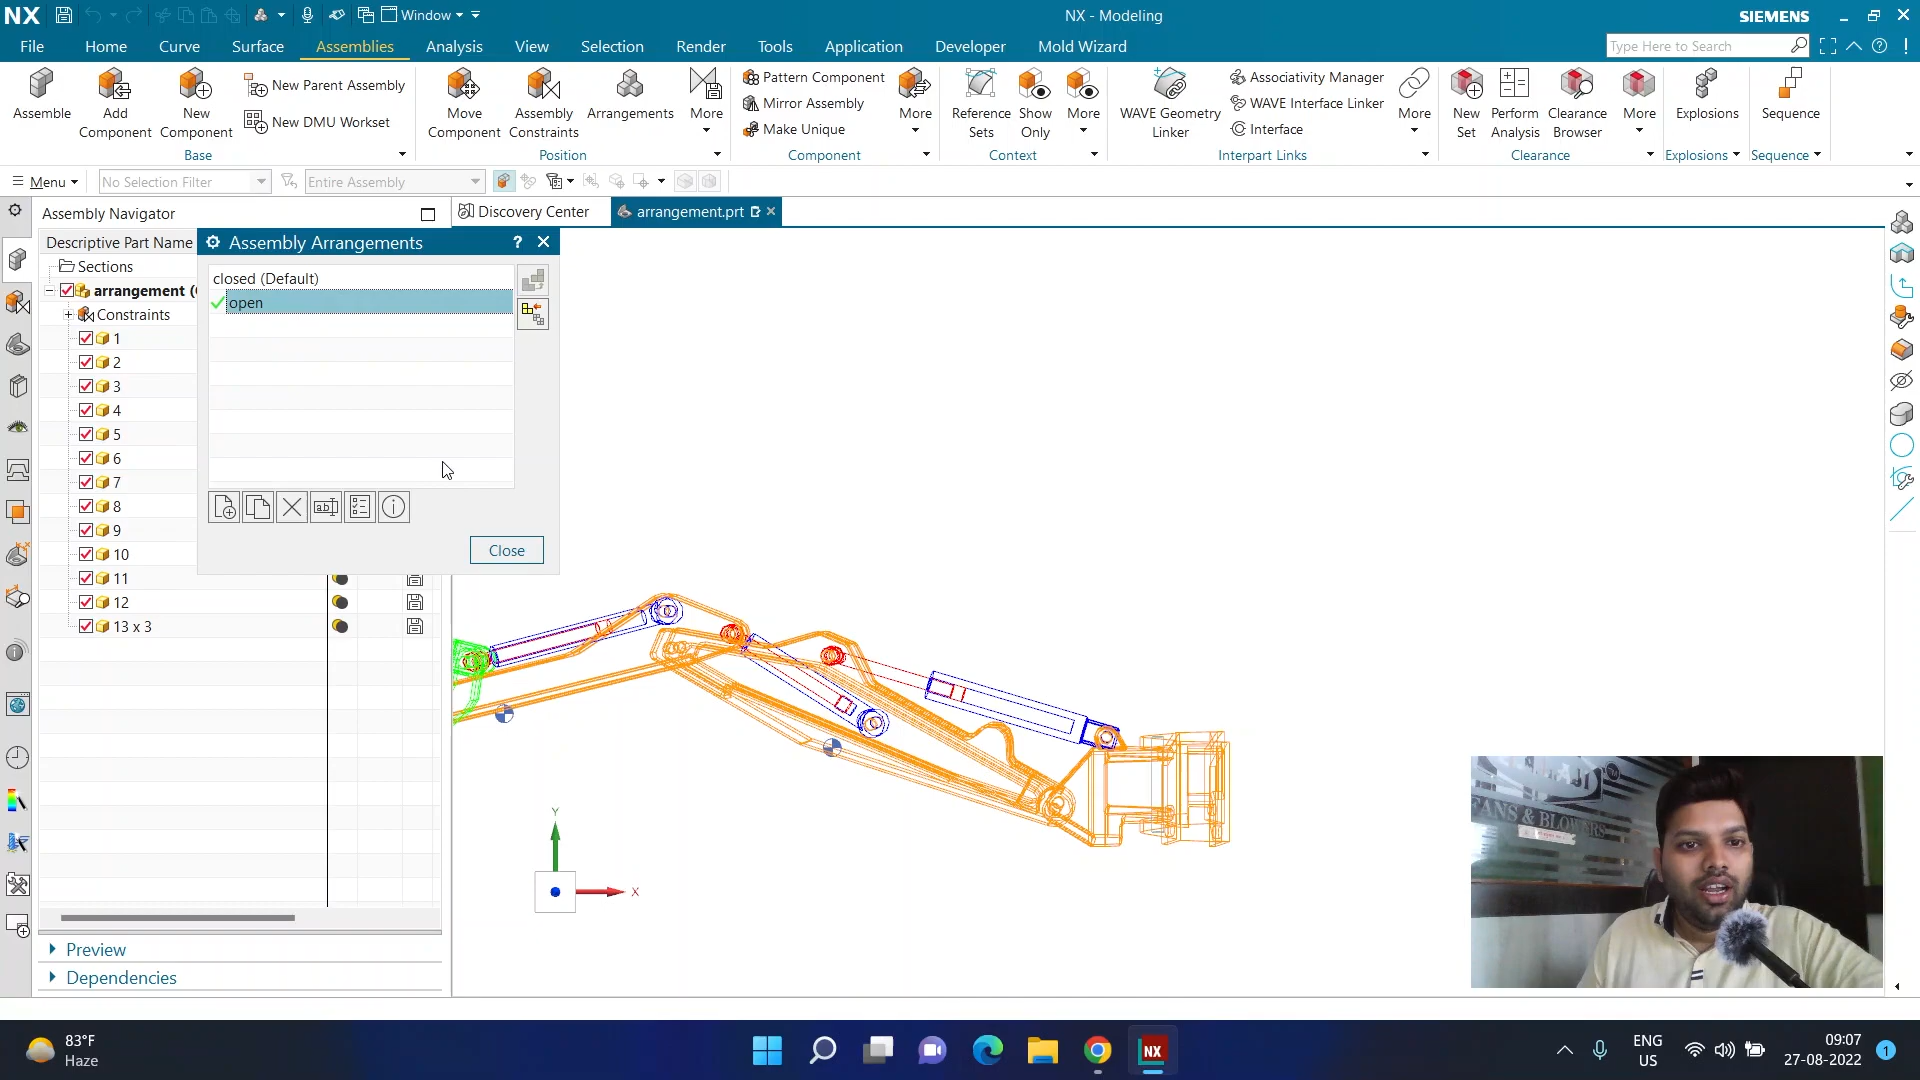 NX
Window
NX - Modeling
SIEMENS
File
Home
Curve
Surface
Assemblies
Analysis
View
Selection
Render
Tools
Application
Developer
Mold Wizard
Type Here to Search
Assemble
Add
Component
New
Component
New Parent Assembly
New DMU Workset
Base
Move
Component
Assembly
Constraints
Arrangements
More
Position
Pattern Component
Mirror Assembly
Make Unique
More
Component
Reference
Sets
Show
Only
More
Context
WAVE Geometry
Linker
Associativity Manager
WAVE Interface Linker
Interface
More
Interpart Links
New
Set
Perform
Analysis
Clearance
Browser
More
Clearance
Explosions
Explosions
Sequence
Sequence
Menu
No Selection Filter
Entire Assembly
Assembly Navigator
Discovery Center
arrangement.prt
Descriptive Part Name
Sections
arrangement (
Constraints
1
2
3
4
5
6
7
8
9
10
11
12
13 x 3
Assembly Arrangements
?
closed (Default)
open
ab
Close
Y
X
Preview
Dependencies
FANS & BLOWERS
83°F
Haze
NX
ENG
US
09:07
27-08-2022
1